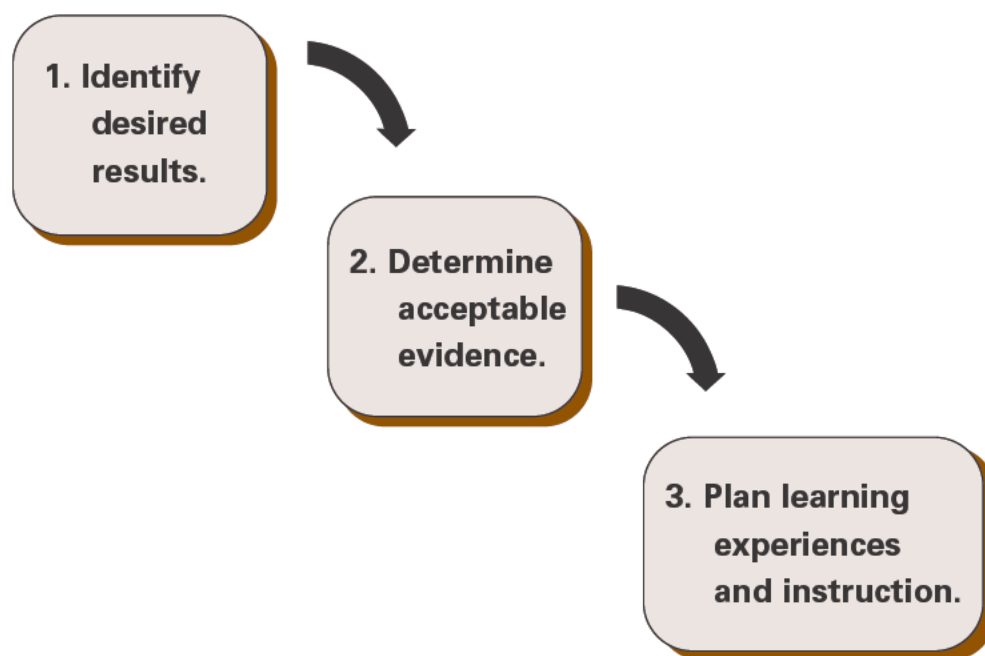 1. Identify
desired
results.
2. Determine
acceptable
evidence.
3. Plan learning
experiences
and instruction.